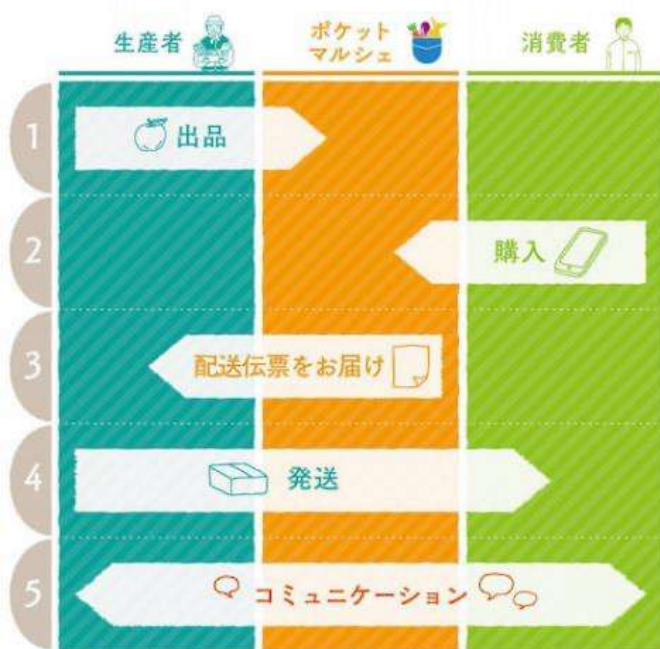 生産者
ポケット
マルシェ
消費者
1
出品
2
購入
3
配送伝票をお届け
4
発送
5
コミュニケーション